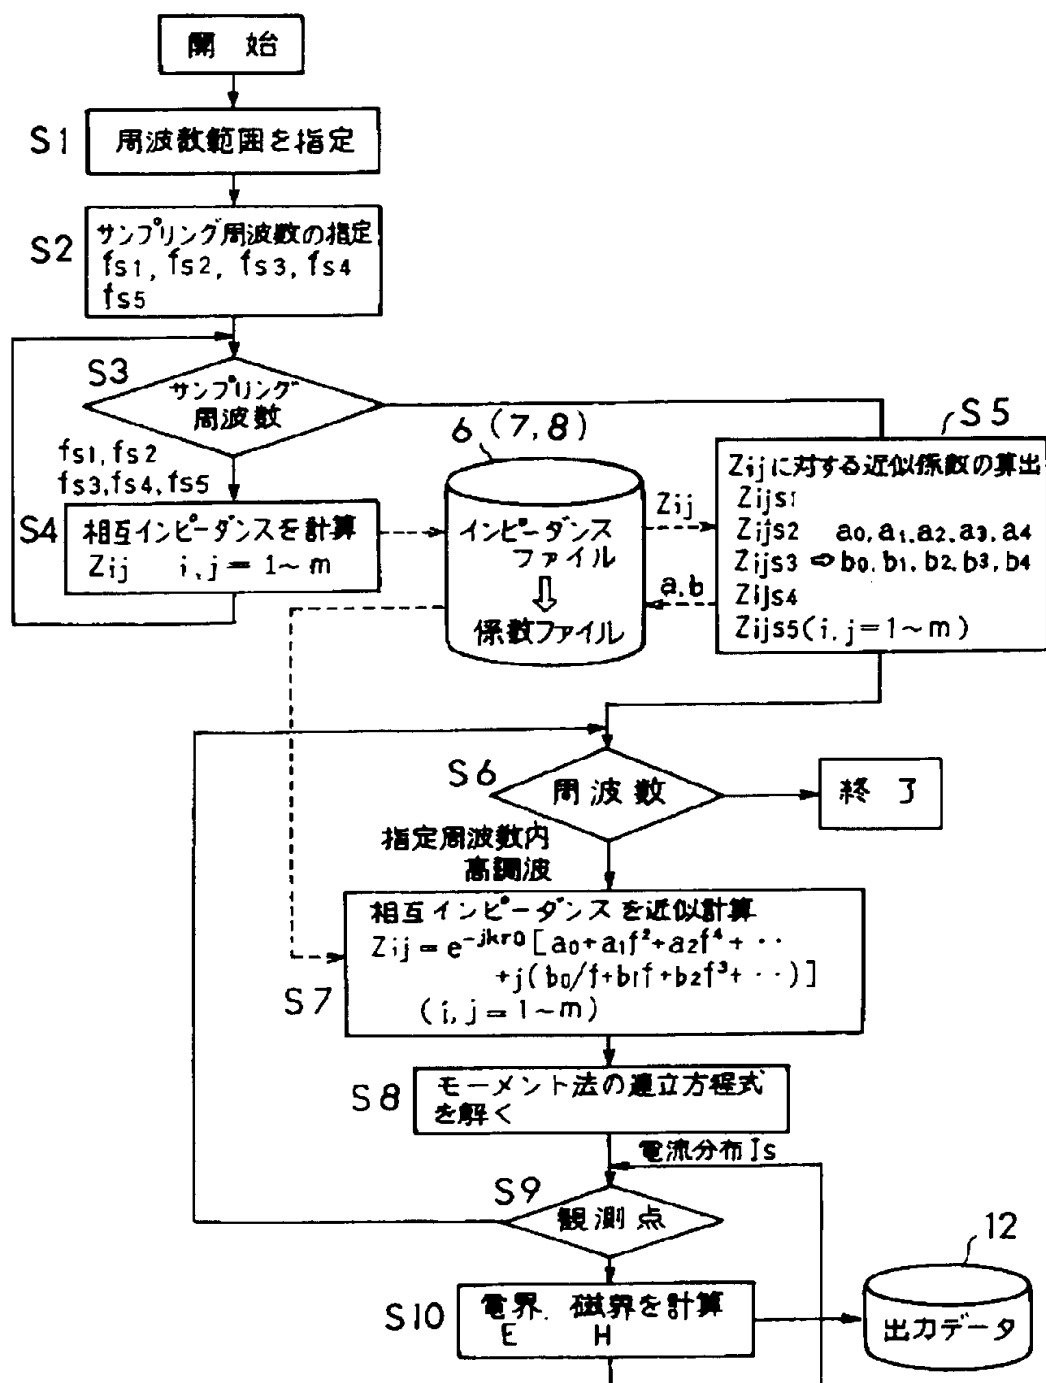 開始
S1
周波数範囲を指定
S2
サンプリング周波数の指定
fs1, fs2, fs3, fs4
fs5
S3
サンプリング
周波数
fs1, fs2
fs3, fs4, fs5
S4
相互インピーダンスを計算
Zij i, j = 1~m
6 (7, 8)
インピーダンス
ファイル
⇩
係数ファイル
Zij
a, b
S5
Zijに対する近似係数の算出
Zijs1
Zijs2 a0, a1, a2, a3, a4
Zijs3 ⇨ b0, b1, b2, b3, b4
Zijs4
Zijs5 (i, j = 1~m)
S6
周波数
終了
指定周波数内
高調波
S7
相互インピーダンスを近似計算
Zij = e^-jkr0 [a0+a1f²+a2f⁴+‥
+j(b0/f+b1f+b2f³+‥)]
(i, j = 1~m)
S8
モーメント法の連立方程式
を解く
電流分布Is
S9
観測点
S10
電界、磁界を計算
E H
12
出力データ